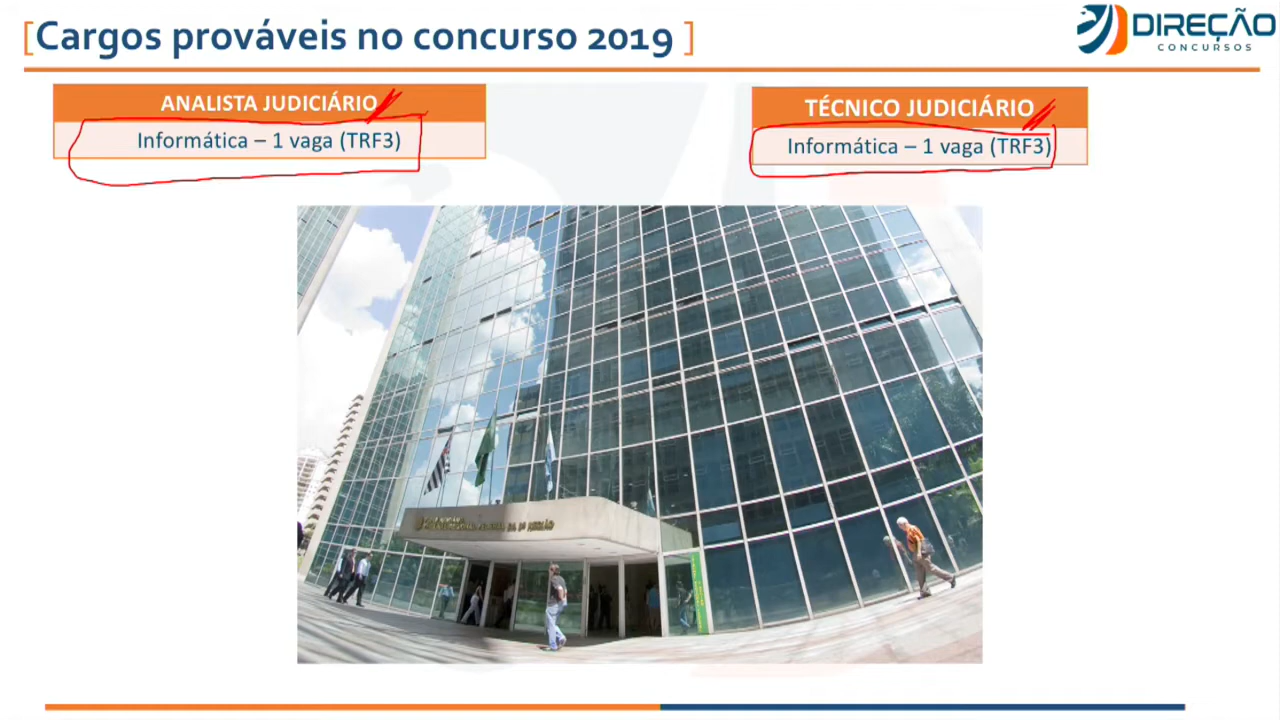 [Cargos prováveis no concurso 2019 ]
DIREÇÃO
CONCURSOS
ANALISTA JUDICIÁRIO
Informática – 1 vaga (TRF3)
TÉCNICO JUDICIÁRIO
Informática – 1 vaga (TRF3)